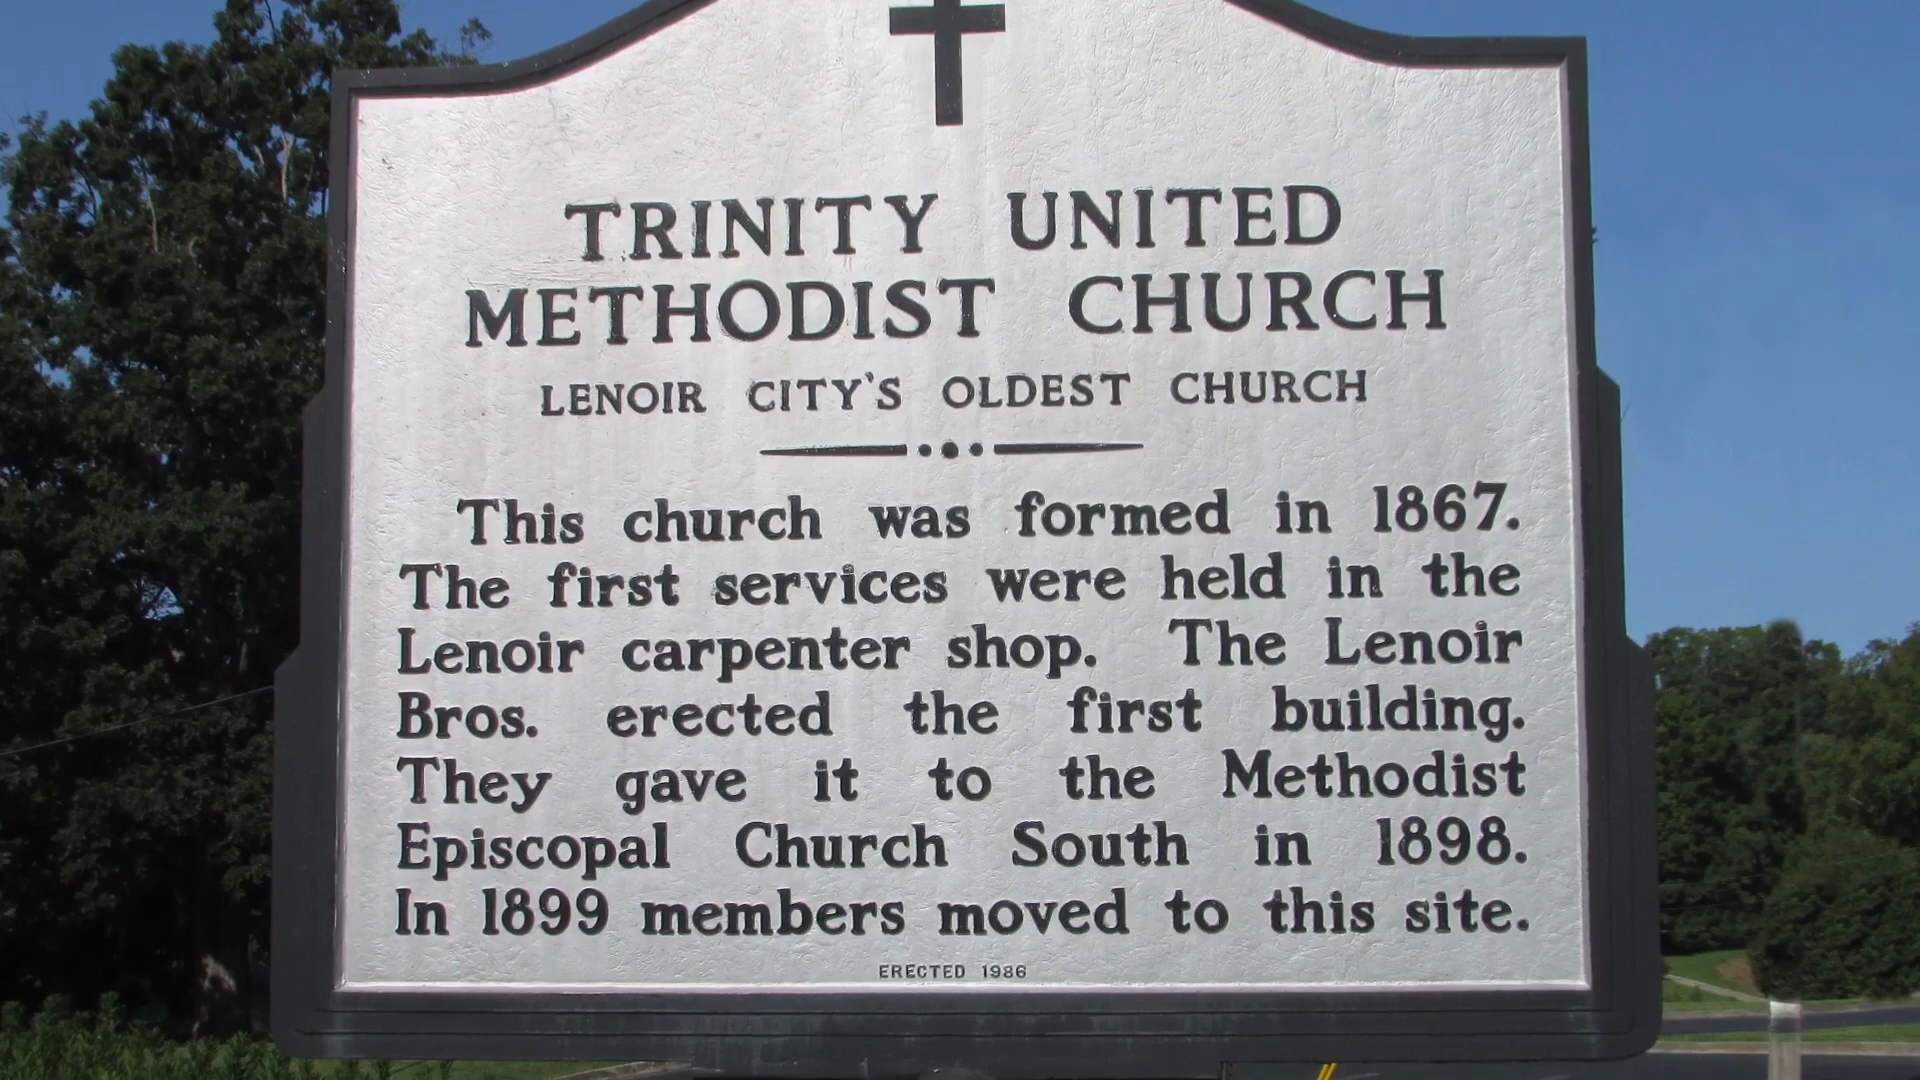 TRINITY UNITED
METHODIST CHURCH
LENOIR CITY'S OLDEST CHURCH
This church was formed in 1867.
The first services were held in the
Lenoir carpenter shop. The Lenoir
Bros. erected the first building.
They gave it to the Methodist
Episcopal Church South in 1898.
In 1899 members moved to this site.
ERECTED 1986